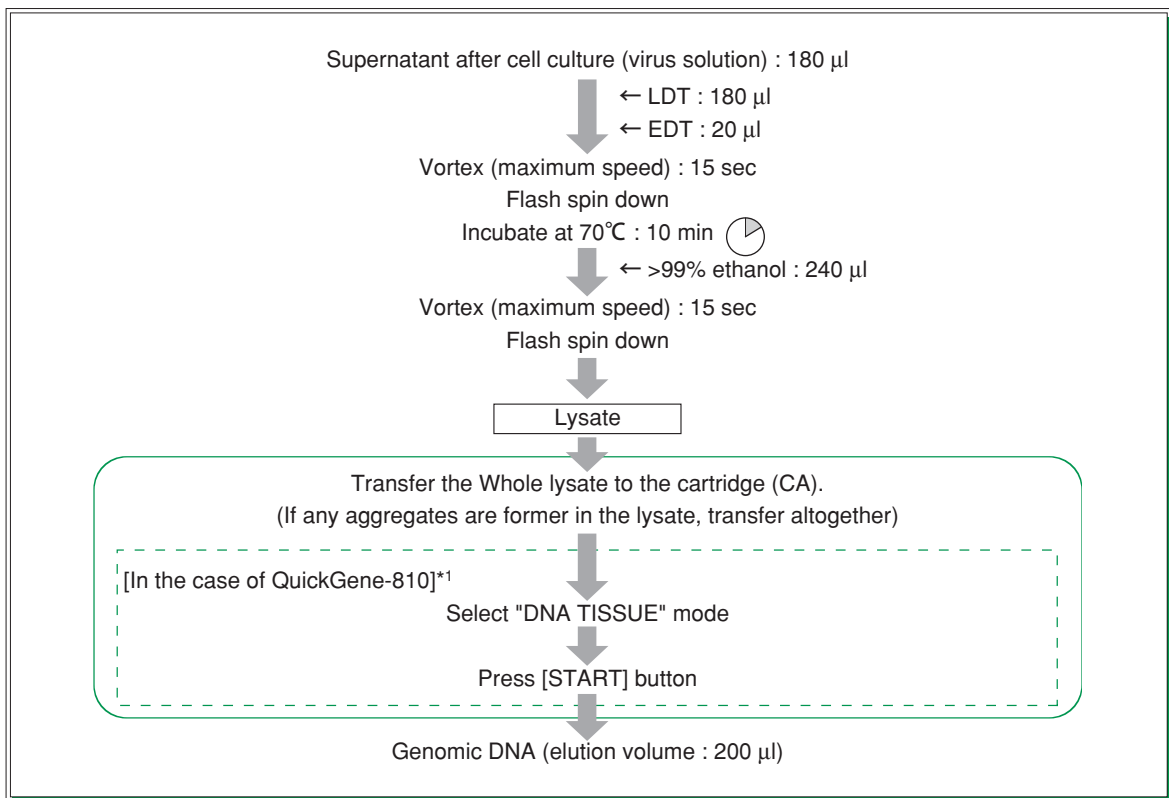 Supernatant after cell culture (virus solution) : 180 µl
← LDT : 180 µl
← EDT : 20 µl
Vortex (maximum speed) : 15 sec
Flash spin down
Incubate at 70℃ : 10 min
← >99% ethanol : 240 µl
Vortex (maximum speed) : 15 sec
Flash spin down
Lysate
Transfer the Whole lysate to the cartridge (CA).
(If any aggregates are former in the lysate, transfer altogether)
[In the case of QuickGene-810]*1
Select "DNA TISSUE" mode
Press [START] button
Genomic DNA (elution volume : 200 µl)